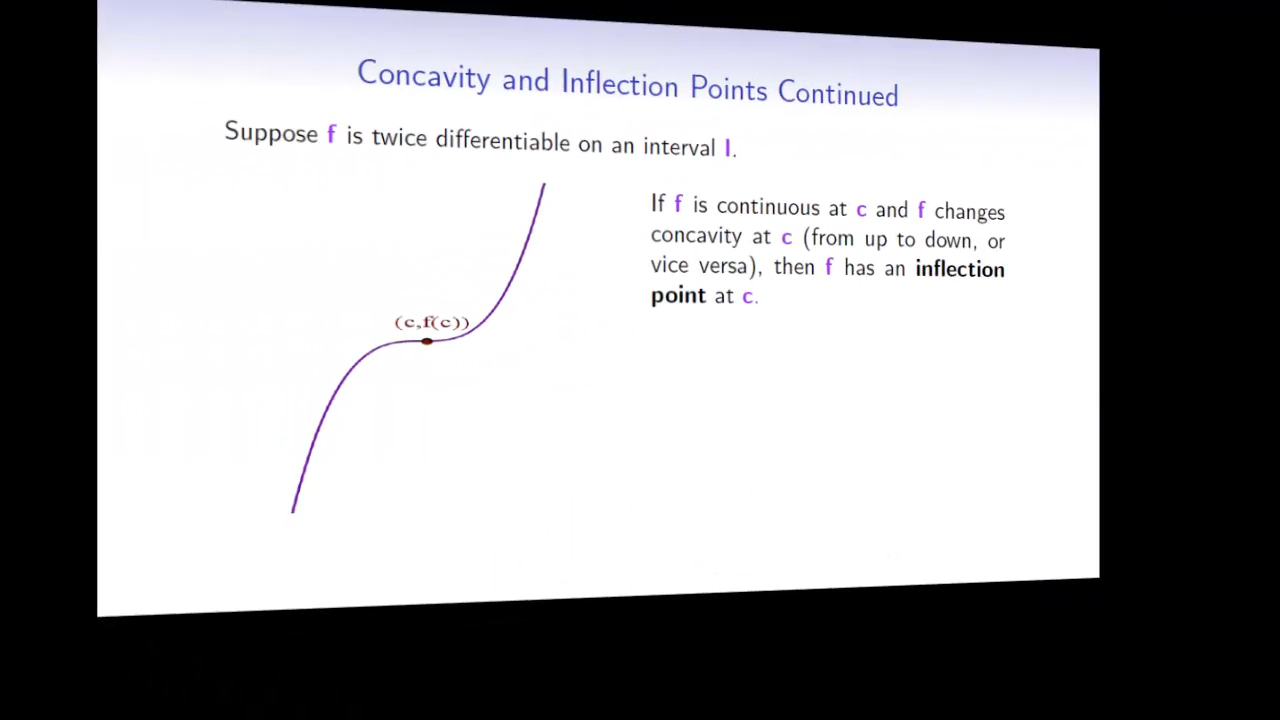 Concavity and Inflection Points Continued
Suppose f is twice differentiable on an interval I.
If f is continuous at c and f changes
concavity at c (from up to down, or
vice versa), then f has an inflection
point at c.
(c,f(c))